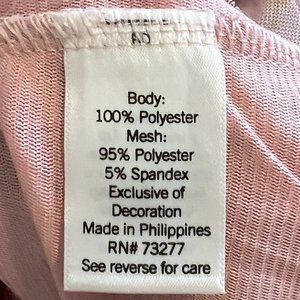 Body:
100% Polyester
Mesh:
95% Polyester
5% Spandex
Exclusive of
Decoration
Made in Philippines
RN# 73277
See reverse for care